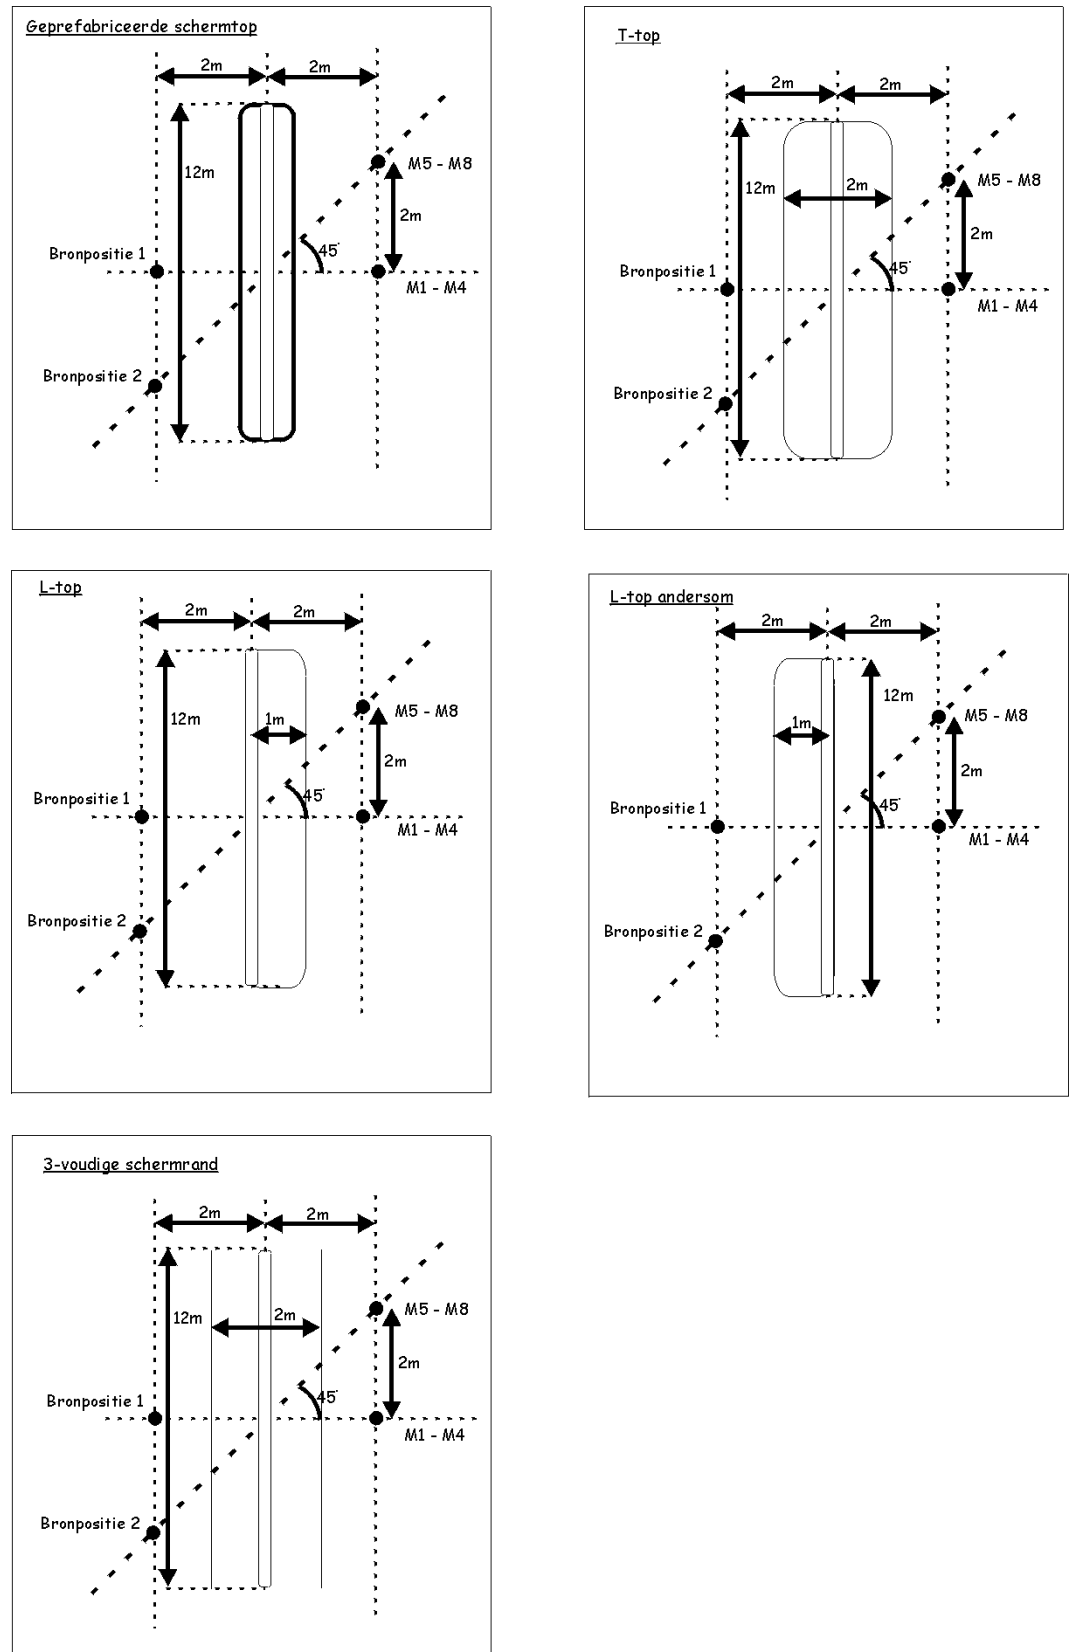 Geprefabriceerde schermtop
2m 2m
12m
M5 - M8
2m
45°
Bronpositie 1
M1 - M4
Bronpositie 2
T-top
2m 2m
12m 2m
M5 - M8
2m
45°
Bronpositie 1
M1 - M4
Bronpositie 2
L-top
2m 2m
12m 1m
M5 - M8
2m
45°
Bronpositie 1
M1 - M4
Bronpositie 2
L-top andersom
2m 2m
1m 12m
M5 - M8
2m
45°
Bronpositie 1
M1 - M4
Bronpositie 2
3-voudige schermrand
2m 2m
12m 2m
M5 - M8
2m
45°
Bronpositie 1
M1 - M4
Bronpositie 2